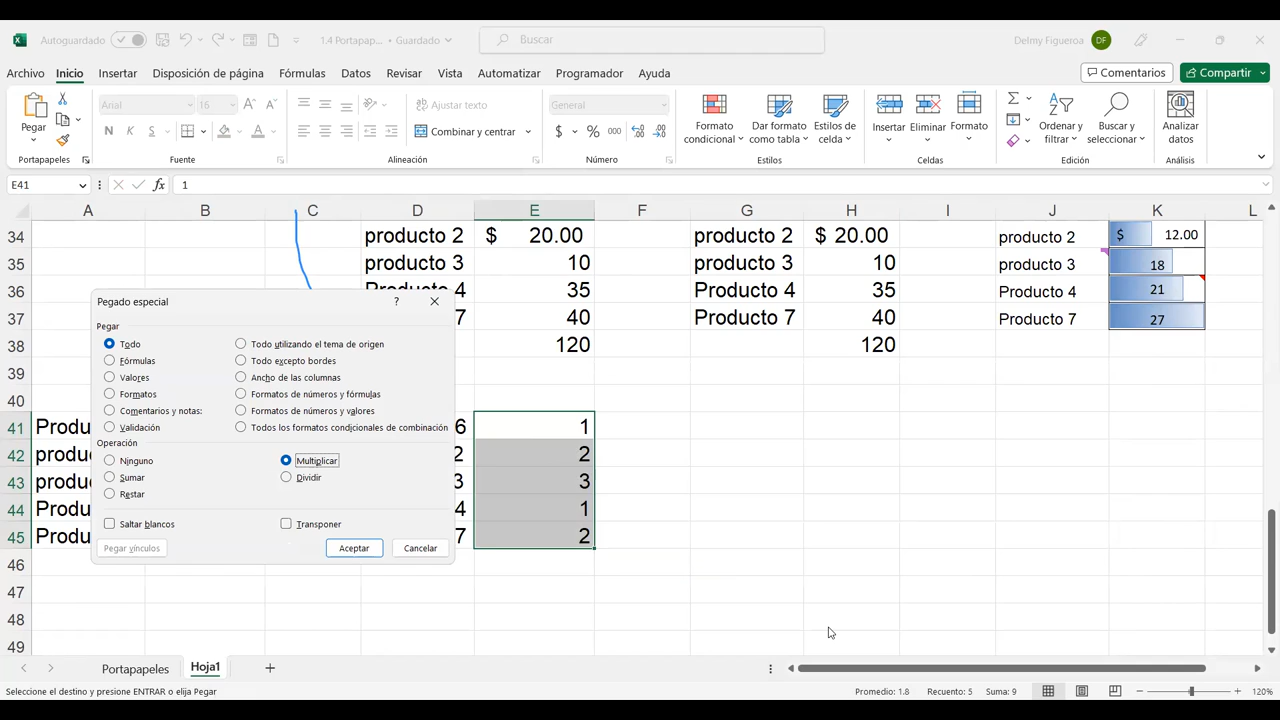 Autoguardado
1.4 Portapap... • Guardado
Buscar
Delmy Figueroa
DF
Archivo
Inicio
Insertar
Disposición de página
Fórmulas
Datos
Revisar
Vista
Automatizar
Programador
Ayuda
Comentarios
Compartir
Pegar
Portapapeles
Arial
16
N
K
S
Fuente
Ajustar texto
Combinar y centrar
Alineación
General
$
%
000
Número
Formato condicional
Dar formato como tabla
Estilos de celda
Estilos
Insertar
Eliminar
Formato
Celdas
Ordenar y filtrar
Buscar y seleccionar
Edición
Analizar datos
Análisis
E41
fx
1
A B C D E F G H I J K L
34 producto 2 $ 20.00 producto 2 $ 20.00 producto 2 $ 12.00
35 producto 3 10 producto 3 10 producto 3 18
36 Producto 4 35 Producto 4 35 Producto 4 21
37 7 40 Producto 7 40 Producto 7 27
38 120 120
39
40
41 Produ 6 1
42 produ 2 2
43 produ 3 3
44 Produ 4 1
45 Produ 7 2
46
47
48
49
Pegado especial
?
Pegar
Todo
Todo utilizando el tema de origen
Fórmulas
Todo excepto bordes
Valores
Ancho de las columnas
Formatos
Formatos de números y fórmulas
Comentarios y notas:
Formatos de números y valores
Validación
Todos los formatos condicionales de combinación
Operación
Ninguno
Multiplicar
Sumar
Dividir
Restar
Saltar blancos
Transponer
Pegar vínculos
Aceptar
Cancelar
Portapapeles
Hoja1
Seleccione el destino y presione ENTRAR o elija Pegar
Promedio: 1.8
Recuento: 5
Suma: 9
120%